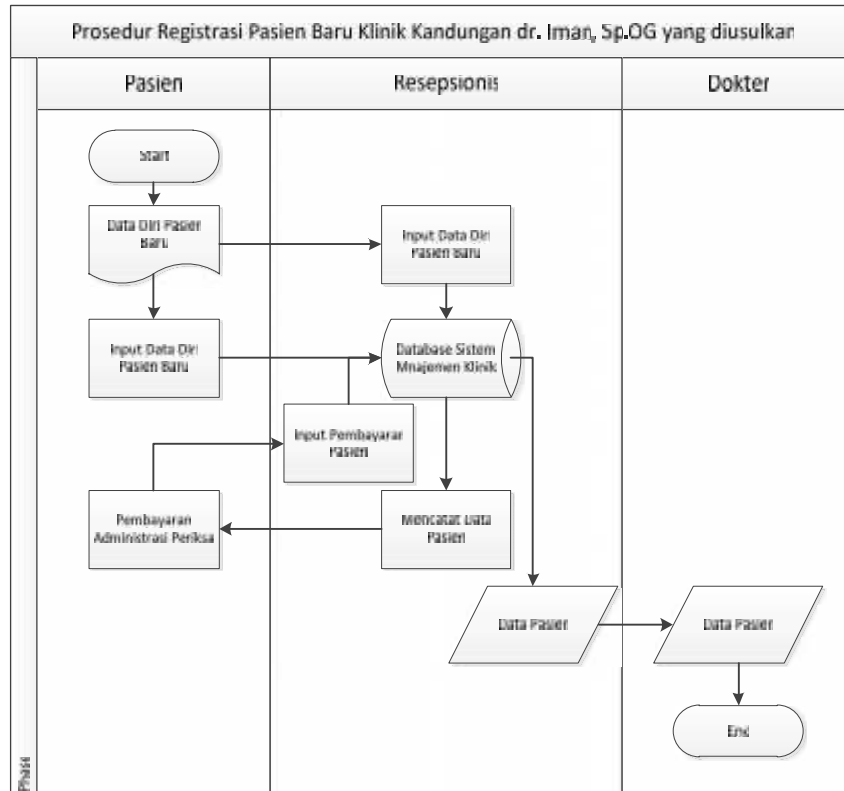 Prosedur Registrasi Pasien Baru Klinik Kandungan dr. Iman, Sp.OG yang diusulkan
Pasien
Resepsionis
Dokter
Start
Data Diri Pasien
Baru
Input Data Diri
Pasien Baru
Input Data Diri
Pasien Baru
Database Sistem
Mnajemen Klinik
Input Pembayaran
Pasien
Pembayaran
Administrasi Periksa
Mencatat Data
Pasien
Data Pasien
Data Pasien
End
Phase